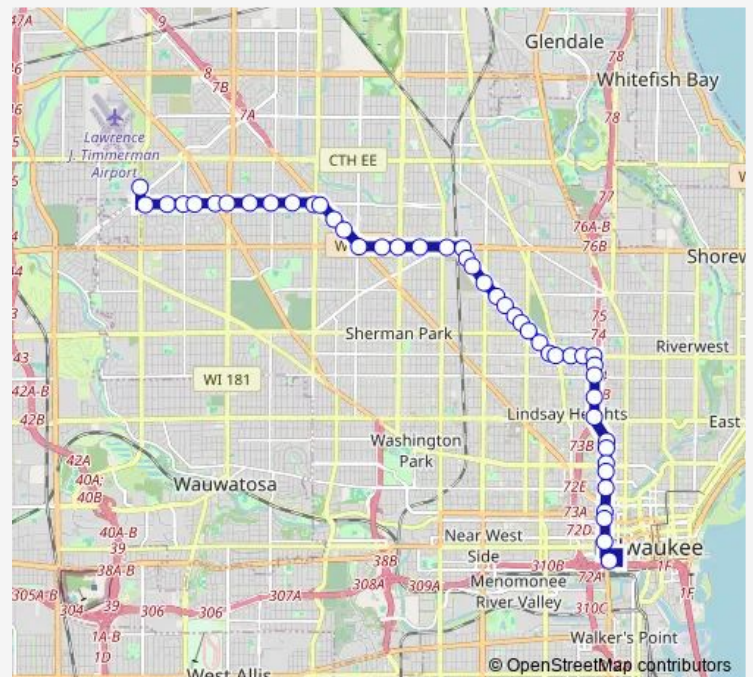 47A
9
Glendale
78
8
7B
Whitefish Bay
7A
78
Lawrence
J. Timmerman
Airport
CTH EE
77
76A-B
76B
W
Shorew
75
74
Sherman Park
Riverwest
43
WI 181
42A-B
42B
Lindsay Heights
East
73B
Washington
Park
42A
40A;
40B
Wauwatosa
72E
73A
72D
40A-B
39
Near West
Side
waukee
38A-B
38B
310B
72A
1F
305A-B
304
39
306
306
307A
308A
309A
Menomonee
River Valley
1F
310C
1A-B
1D
Walker's Point
West Allis
© OpenStreetMap contributors